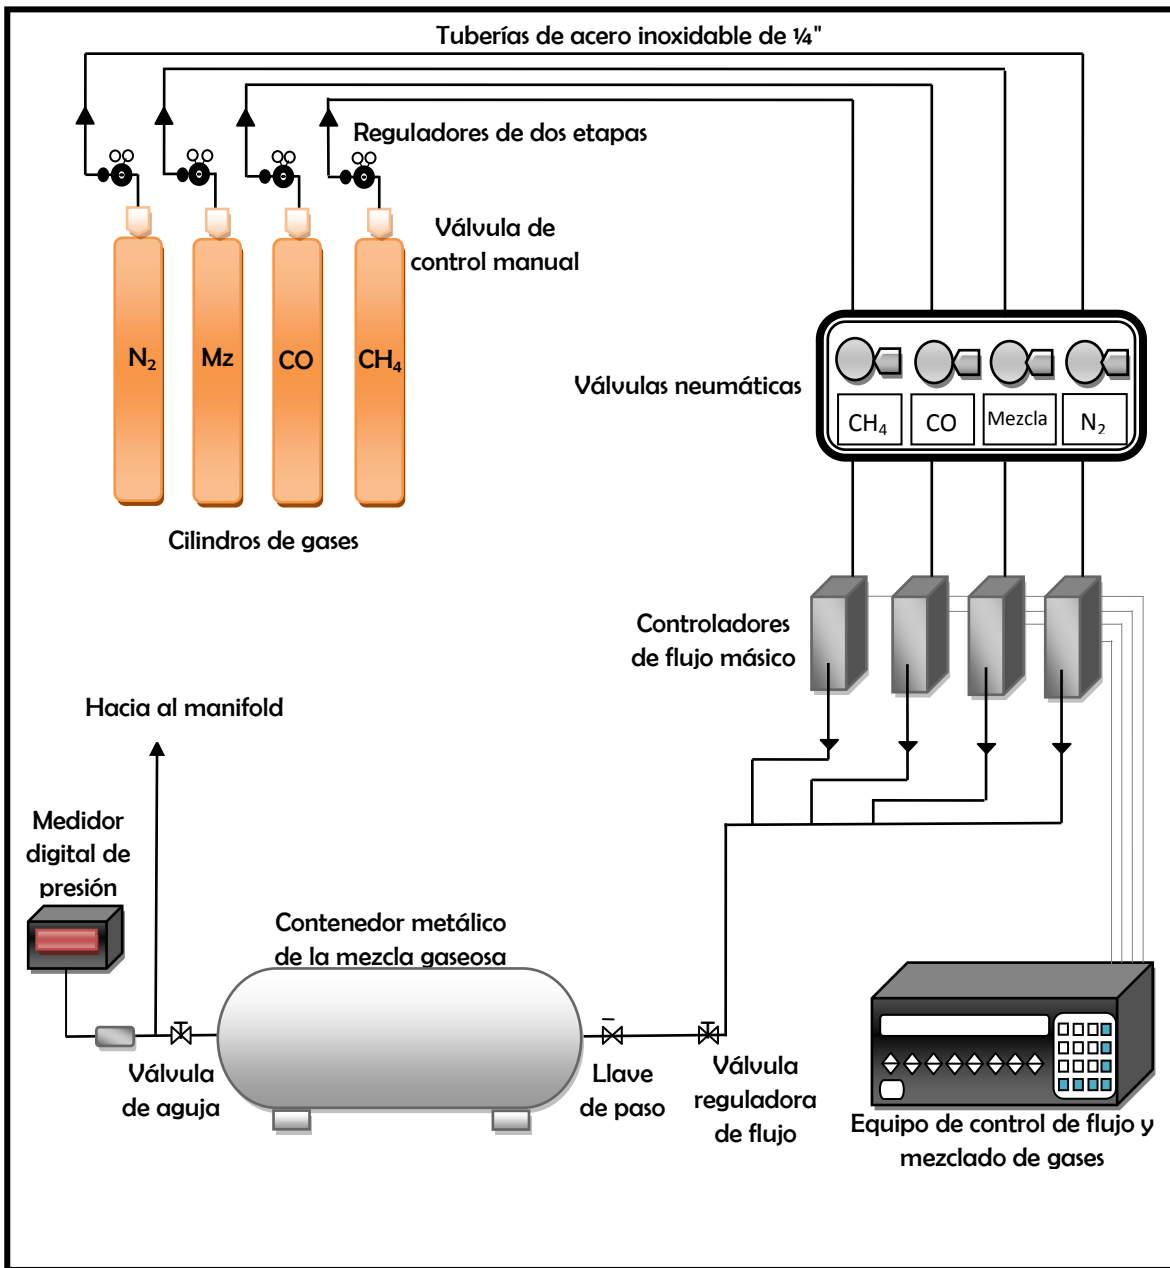 Tuberías de acero inoxidable de ¼"
Reguladores de dos etapas
Válvula de
control manual
N₂
Mz
CO
CH₄
Cilindros de gases
Válvulas neumáticas
CH₄
CO
Mezcla
N₂
Controladores
de flujo másico
Hacia al manifold
Medidor
digital de
presión
Contenedor metálico
de la mezcla gaseosa
Válvula
de aguja
Llave
de paso
Válvula
reguladora
de flujo
Equipo de control de flujo y
mezclado de gases